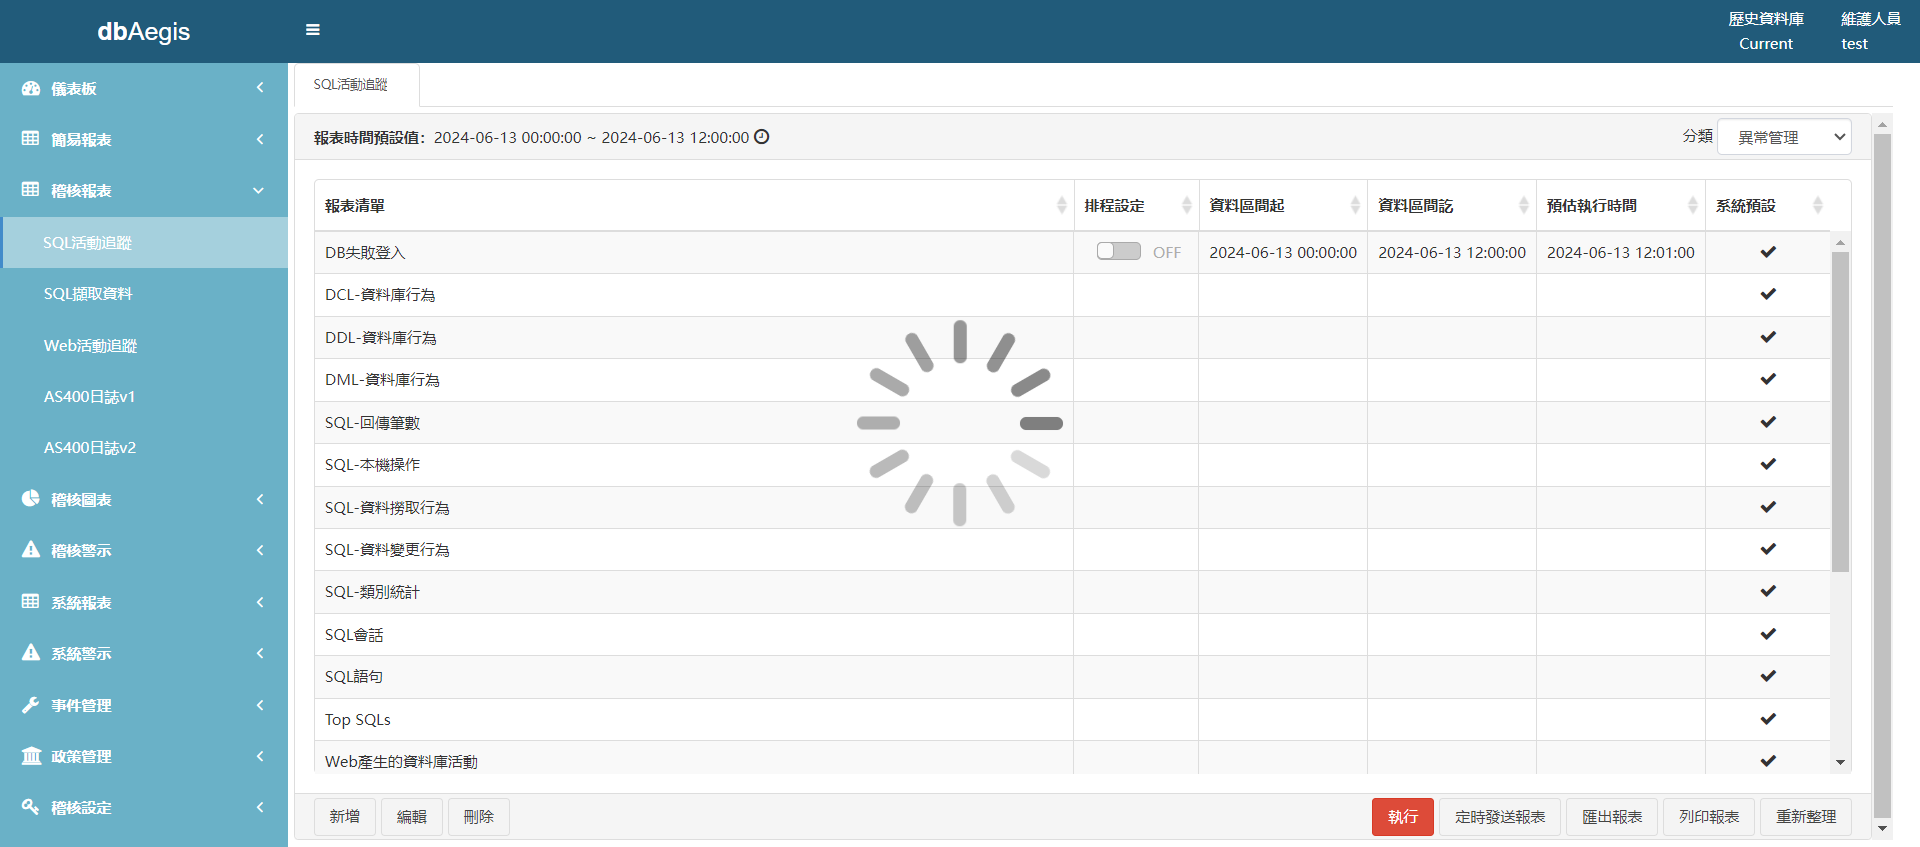 dbAegis
歷史資料庫
Current
維護人員
test
儀表板
簡易報表
稽核報表
SQL活動追蹤
SQL擷取資料
Web活動追蹤
AS400日誌v1
AS400日誌v2
稽核圖表
稽核警示
系統報表
系統警示
事件管理
政策管理
稽核設定
SQL活動追蹤
報表時間預設值: 2024-06-13 00:00:00 ~ 2024-06-13 12:00:00
分類 異常管理
報表清單 排程設定 資料區間起 資料區間訖 預估執行時間 系統預設
DB失敗登入 OFF 2024-06-13 00:00:00 2024-06-13 12:00:00 2024-06-13 12:01:00
DCL-資料庫行為
DDL-資料庫行為
DML-資料庫行為
SQL-回傳筆數
SQL-本機操作
SQL-資料撈取行為
SQL-資料變更行為
SQL-類別統計
SQL會話
SQL語句
Top SQLs
Web產生的資料庫活動
新增 編輯 刪除 執行 定時發送報表 匯出報表 列印報表 重新整理